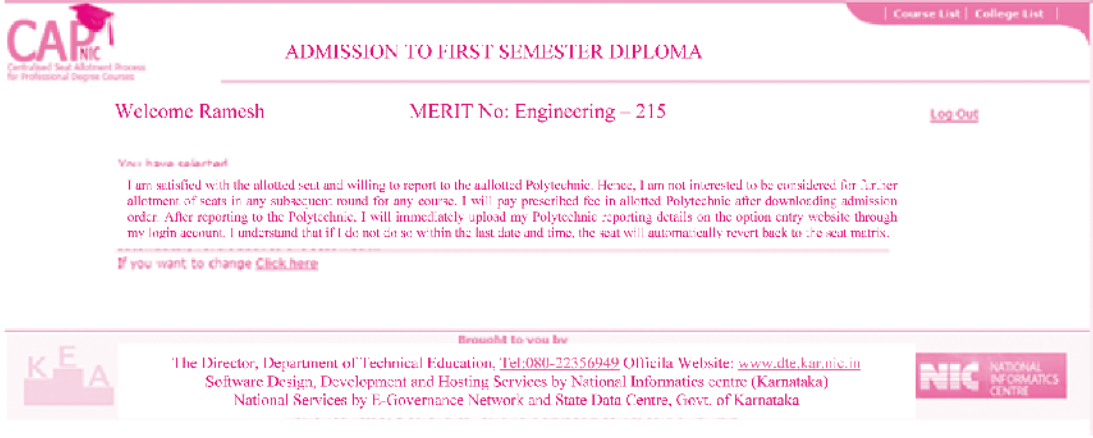 Course List | College List |
CAP
NIC
Centralised Seat Allotment Process
for Professional Degree Courses
ADMISSION TO FIRST SEMESTER DIPLOMA
Welcome Ramesh
MERIT No: Engineering – 215
Log Out
You have selected
I am satisfied with the allotted seat and willing to report to the aallotted Polytechnic. Hence, I am not interested to be considered for further
allotment of seats in any subsequent round for any course. I will pay prescribed fee in allotted Polytechnic after downloading admission
order. After reporting to the Polytechnic, I will immediately upload my Polytechnic reporting details on the option entry website through
my login account. I understand that if I do not do so within the last date and time, the seat will automatically revert back to the seat matrix.
If you want to change Click here
Brought to you by
KEA
The Director, Department of Technical Education, Tel:080-22356949 Officila Website: www.dte.kar.nic.in
Software Design, Development and Hosting Services by National Informatics centre (Karnataka)
National Services by E-Governance Network and State Data Centre, Govt. of Karnataka
NIC
NATIONAL
INFORMATICS
CENTRE